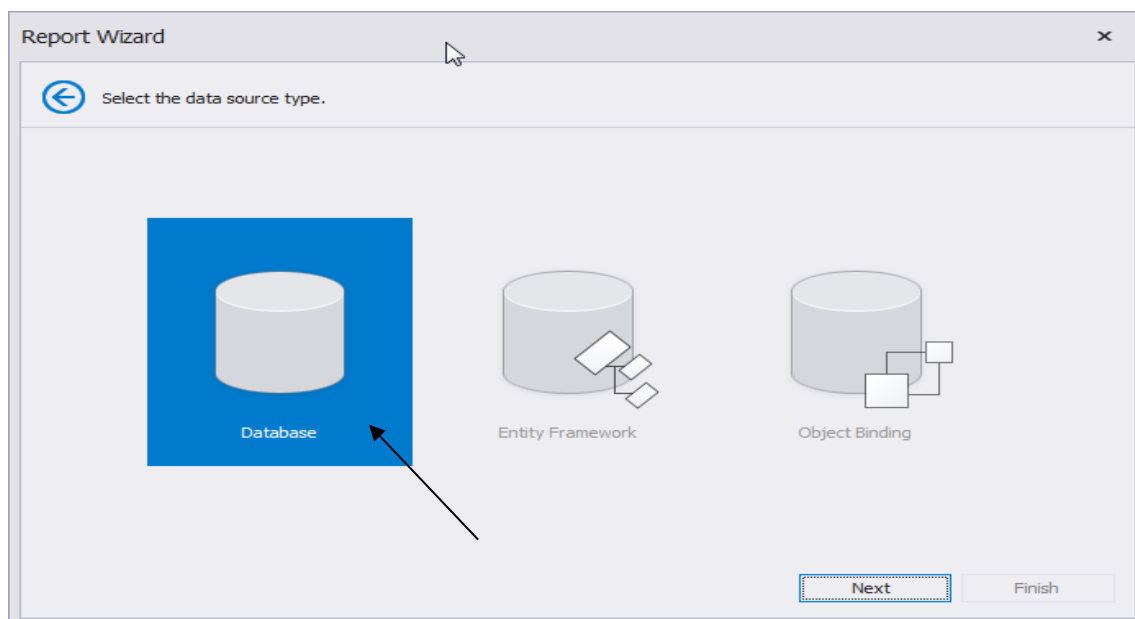 Report Wizard
Select the data source type.
Database
Entity Framework
Object Binding
Next
Finish